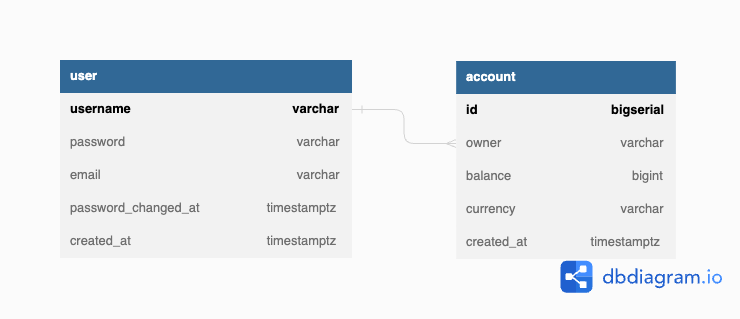 user
username varchar
password varchar
email varchar
password_changed_at timestamptz
created_at timestamptz
account
id bigserial
owner varchar
balance bigint
currency varchar
created_at timestamptz
dbdiagram.io